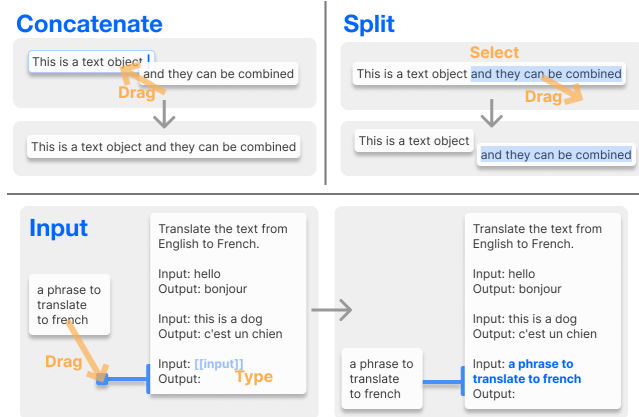 Concatenate
This is a text object
and they can be combined
Drag
This is a text object and they can be combined
Split
Select
This is a text object and they can be combined
Drag
This is a text object
and they can be combined
Input
a phrase to
translate
to french
Drag
Translate the text from
English to French.
Input: hello
Output: bonjour
Input: this is a dog
Output: c'est un chien
Input: [[input]]
Output:
Type
a phrase to
translate
to french
Translate the text from
English to French.
Input: hello
Output: bonjour
Input: this is a dog
Output: c'est un chien
Input: a phrase to
translate to french
Output: